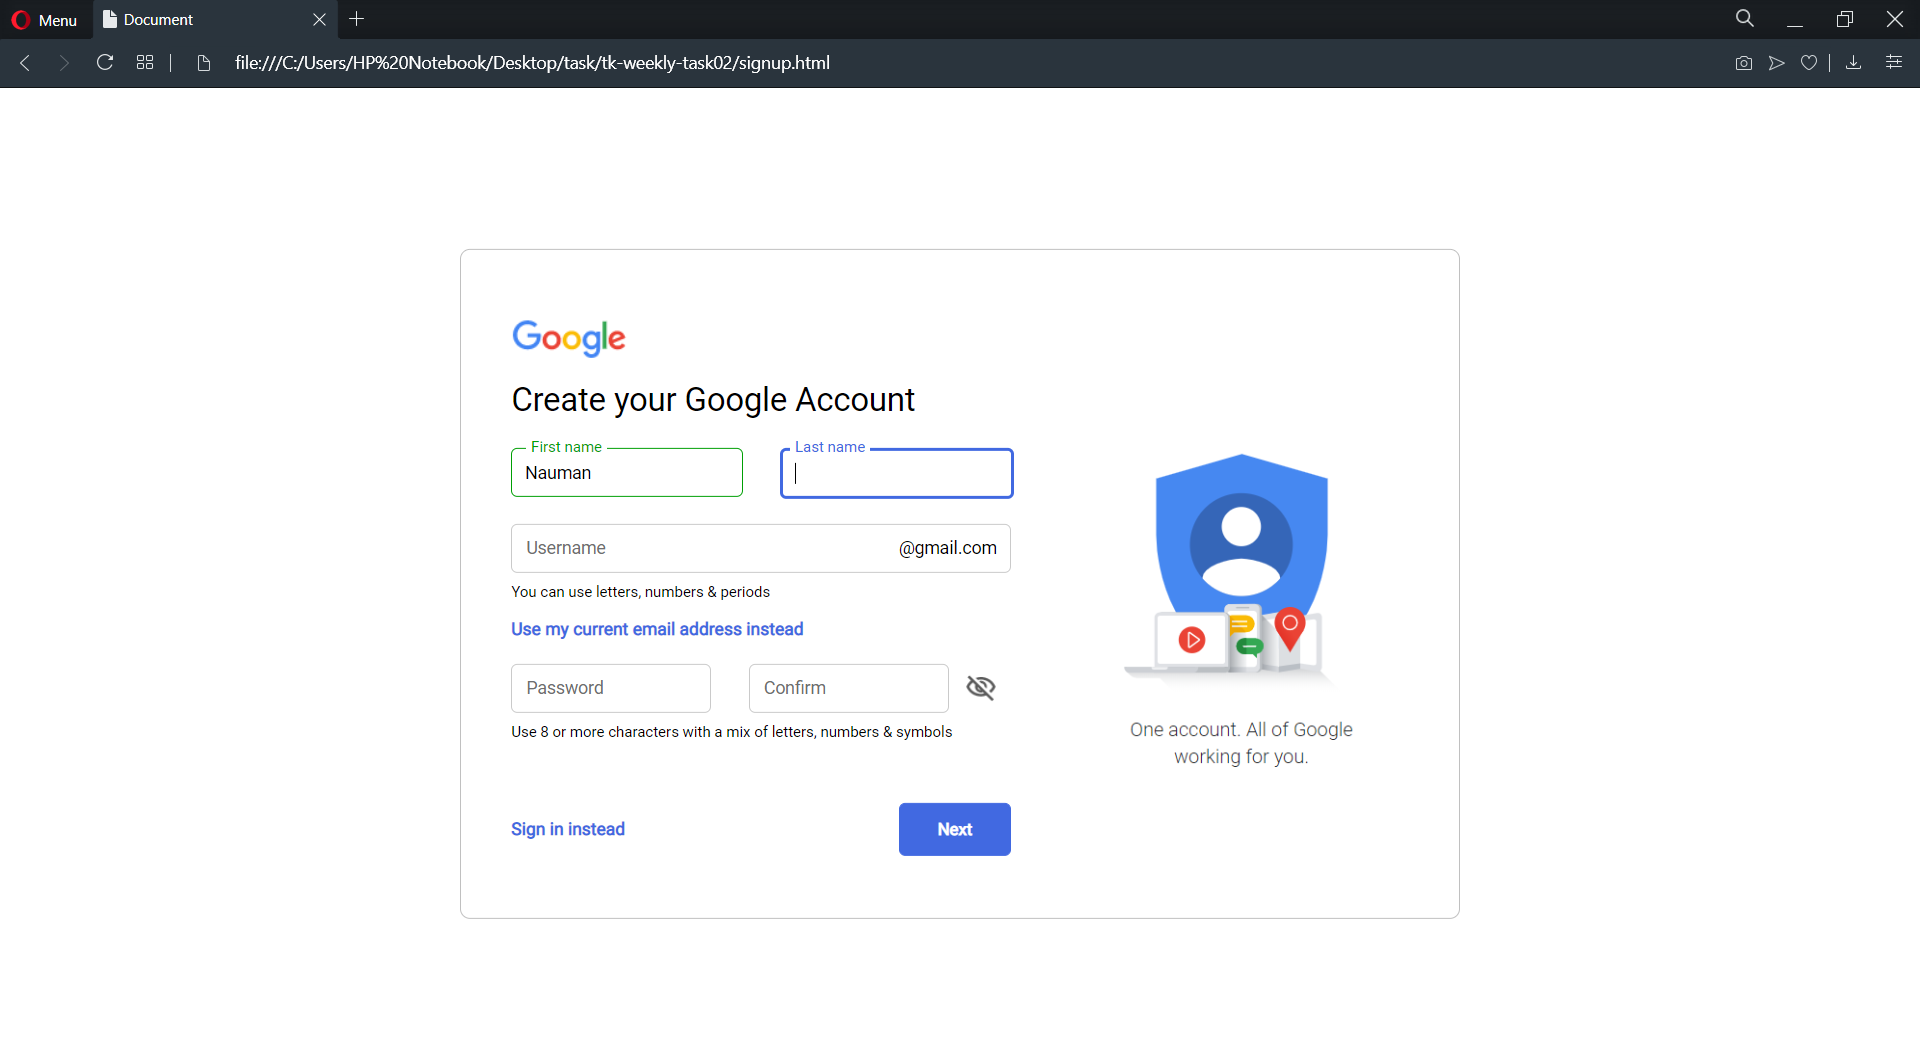 Menu
Document
file:///C:/Users/HP%20Notebook/Desktop/task/tk-weekly-task02/signup.html
Google
Create your Google Account
First name
Nauman
Last name
Username
@gmail.com
You can use letters, numbers & periods
Use my current email address instead
Password
Confirm
Use 8 or more characters with a mix of letters, numbers & symbols
One account. All of Google
working for you.
Sign in instead
Next